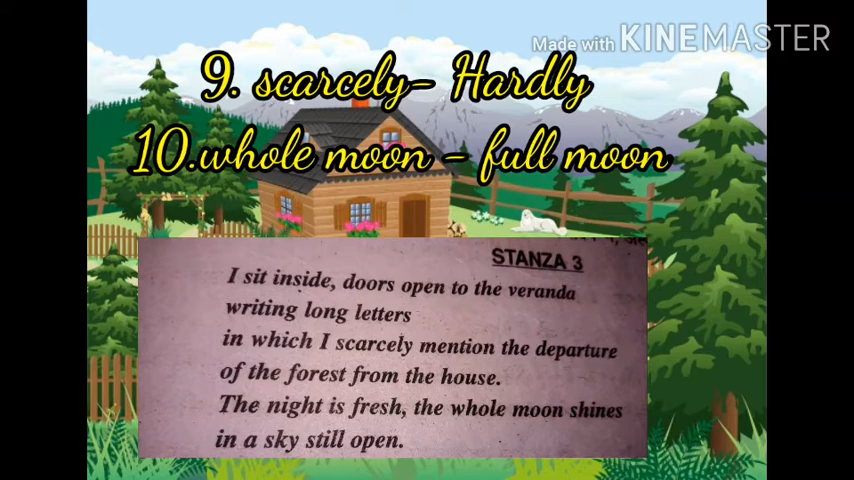 Made with KINEMASTER
9. scarcely- Hardly
10.whole moon - full moon
STANZA 3
I sit inside, doors open to the veranda
writing long letters
in which I scarcely mention the departure
of the forest from the house.
The night is fresh, the whole moon shines
in a sky still open.